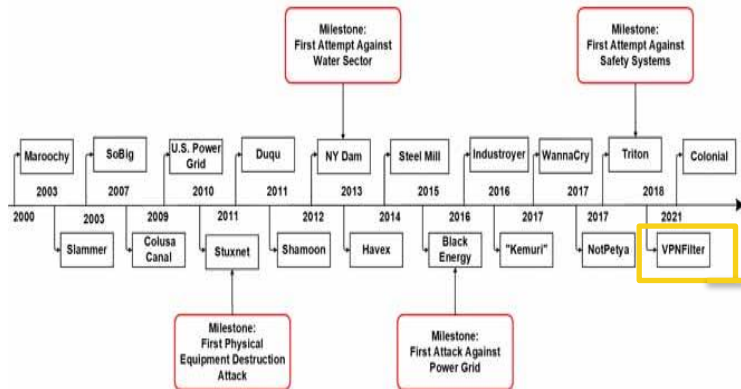 Milestone:
First Attempt Against
Water Sector
Milestone:
First Attempt Against
Safety Systems
Maroochy
SoBig
U.S. Power
Grid
Duqu
NY Dam
Steel Mill
Industroyer
WannaCry
Triton
Colonial
2003 2007 2010 2011 2013 2015 2016 2017 2018
2000 2003 2009 2011 2012 2014 2016 2017 2017 2021
Slammer
Colusa
Canal
Stuxnet
Shamoon
Havex
Black
Energy
"Kemuri"
NotPetya
VPNFilter
Milestone:
First Physical
Equipment Destruction
Attack
Milestone:
First Attack Against
Power Grid